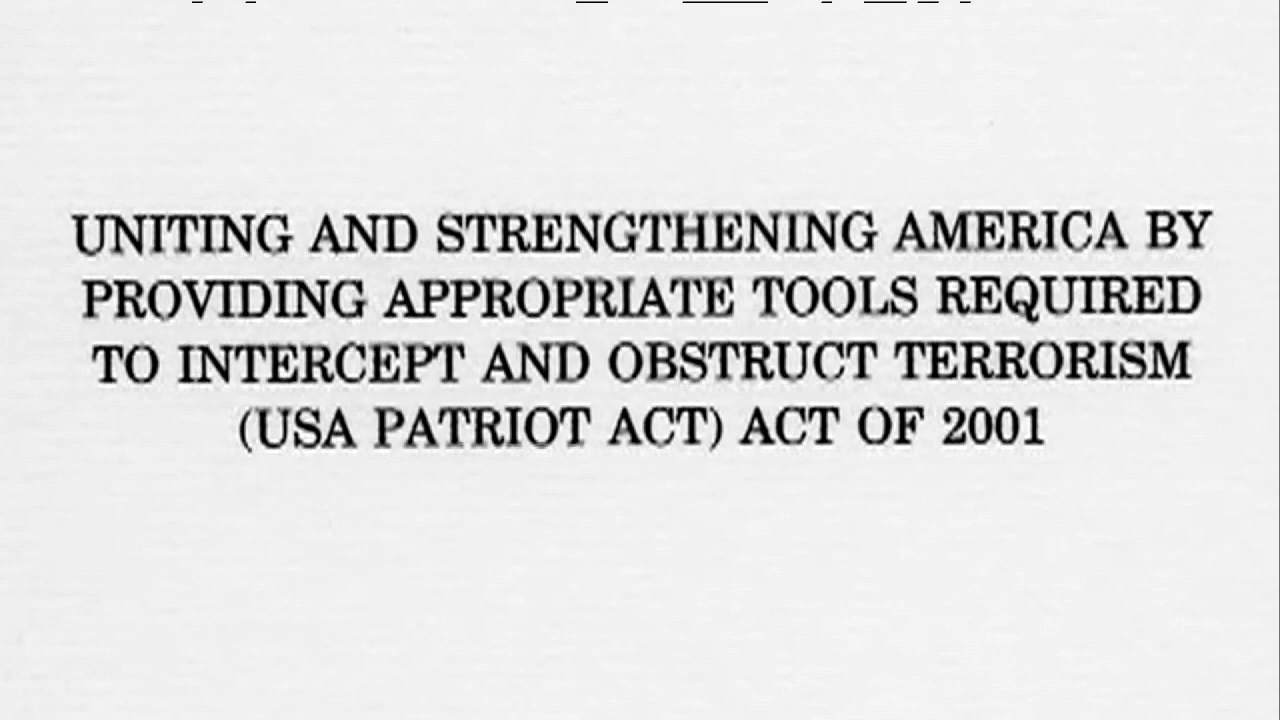 UNITING AND STRENGTHENING AMERICA BY
PROVIDING APPROPRIATE TOOLS REQUIRED
TO INTERCEPT AND OBSTRUCT TERRORISM
(USA PATRIOT ACT) ACT OF 2001